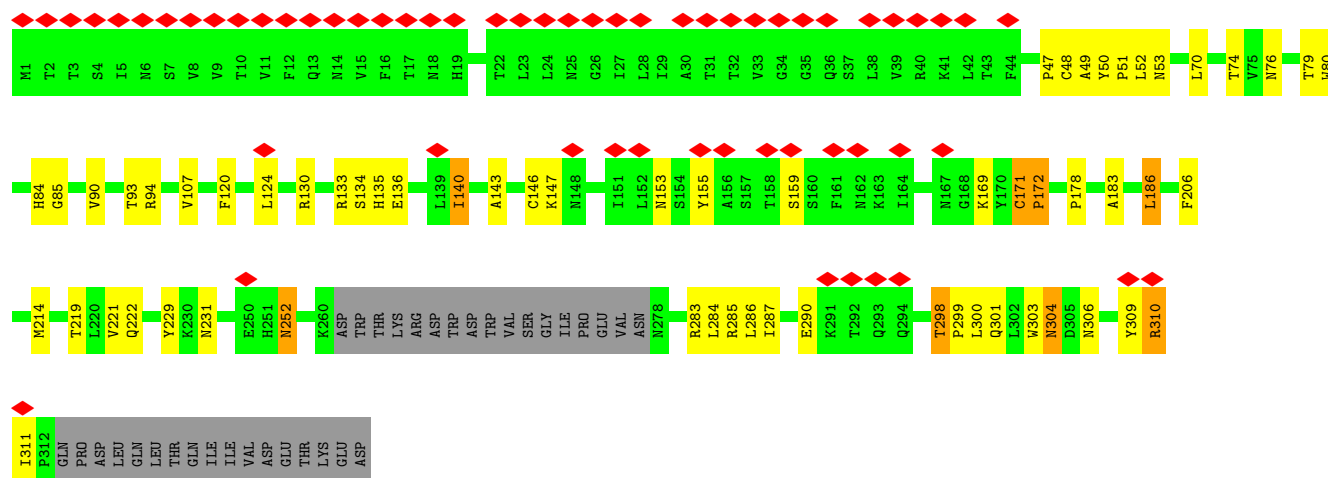 M1 T2 T3 S4 I5 N6 S7 V8 V9 T10 V11 F12 Q13 N14 V15 F16 T17 N18 H19 T22 L23 L24 N25 G26 I27 L28 I29 A30 T31 T32 V33 G34 G35 Q36 S37 L38 V39 R40 K41 L42 T43 F44 P47 C48 A49 Y50 P51 L52 N53 L70 T74 V75 N76 T79 W80
H84 G85 V90 T93 R94 V107 F120 L124 R130 R133 S134 H135 E136 L139 I140 A143 C146 K147 N148 I151 L152 N153 S154 Y155 A156 S157 T158 S159 S160 F161 N162 K163 I164 N167 G168 K169 Y170 C171 P172 P178 A183 L186 F206
M214 T219 L220 V221 Q222 Y229 K230 N231 E250 H251 N252 K260 ASP TRP THR LYS ARG ASP TRP ASP TRP VAL SER GLY ILE PRO GLU VAL ASN N278 R283 L284 R285 L286 I287 E290 K291 T292 Q293 Q294 T298 P299 L300 Q301 L302 W303 N304 D305 N306 Y309 R310
I311 P312 GLN PRO ASP LEU GLN LEU THR GLN ILE ILE VAL ASP GLU THR LYS GLU ASP